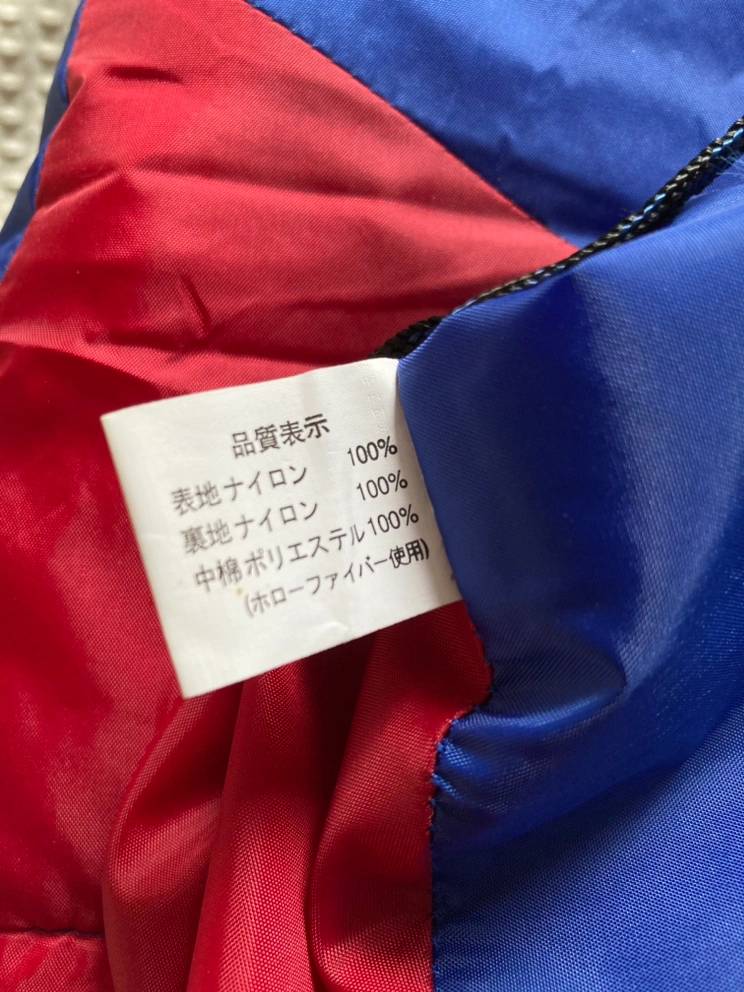 品質表示
表地ナイロン 100%
裏地ナイロン 100%
中棉ポリエステル100%
(ホローファイバー使用)